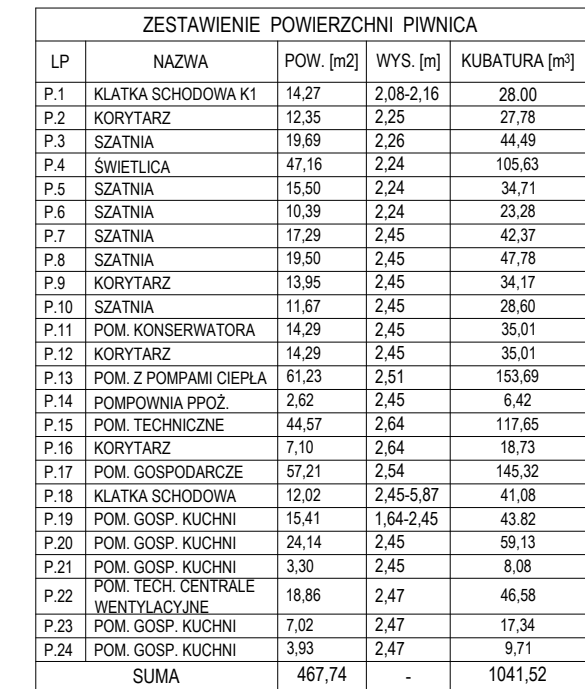 ZESTAWIENIE POWIERZCHNI PIWNICA
LP NAZWA POW. [m2] WYS. [m] KUBATURA [m³]
P.1 KLATKA SCHODOWA K1 14,27 2,08-2,16 28.00
P.2 KORYTARZ 12,35 2,25 27,78
P.3 SZATNIA 19,69 2,26 44,49
P.4 ŚWIETLICA 47,16 2,24 105,63
P.5 SZATNIA 15,50 2,24 34,71
P.6 SZATNIA 10,39 2,24 23,28
P.7 SZATNIA 17,29 2,45 42,37
P.8 SZATNIA 19,50 2,45 47,78
P.9 KORYTARZ 13,95 2,45 34,17
P.10 SZATNIA 11,67 2,45 28,60
P.11 POM. KONSERWATORA 14,29 2,45 35,01
P.12 KORYTARZ 14,29 2,45 35,01
P.13 POM. Z POMPAMI CIEPŁA 61,23 2,51 153,69
P.14 POMPOWNIA PPOŻ. 2,62 2,45 6,42
P.15 POM. TECHNICZNE 44,57 2,64 117,65
P.16 KORYTARZ 7,10 2,64 18,73
P.17 POM. GOSPODARCZE 57,21 2,54 145,32
P.18 KLATKA SCHODOWA 12,02 2,45-5,87 41,08
P.19 POM. GOSP. KUCHNI 15,41 1,64-2,45 43.82
P.20 POM. GOSP. KUCHNI 24,14 2,45 59,13
P.21 POM. GOSP. KUCHNI 3,30 2,45 8,08
P.22 POM. TECH. CENTRALE 18,86 2,47 46,58
WENTYLACYJNE
P.23 POM. GOSP. KUCHNI 7,02 2,47 17,34
P.24 POM. GOSP. KUCHNI 3,93 2,47 9,71
SUMA 467,74 - 1041,52